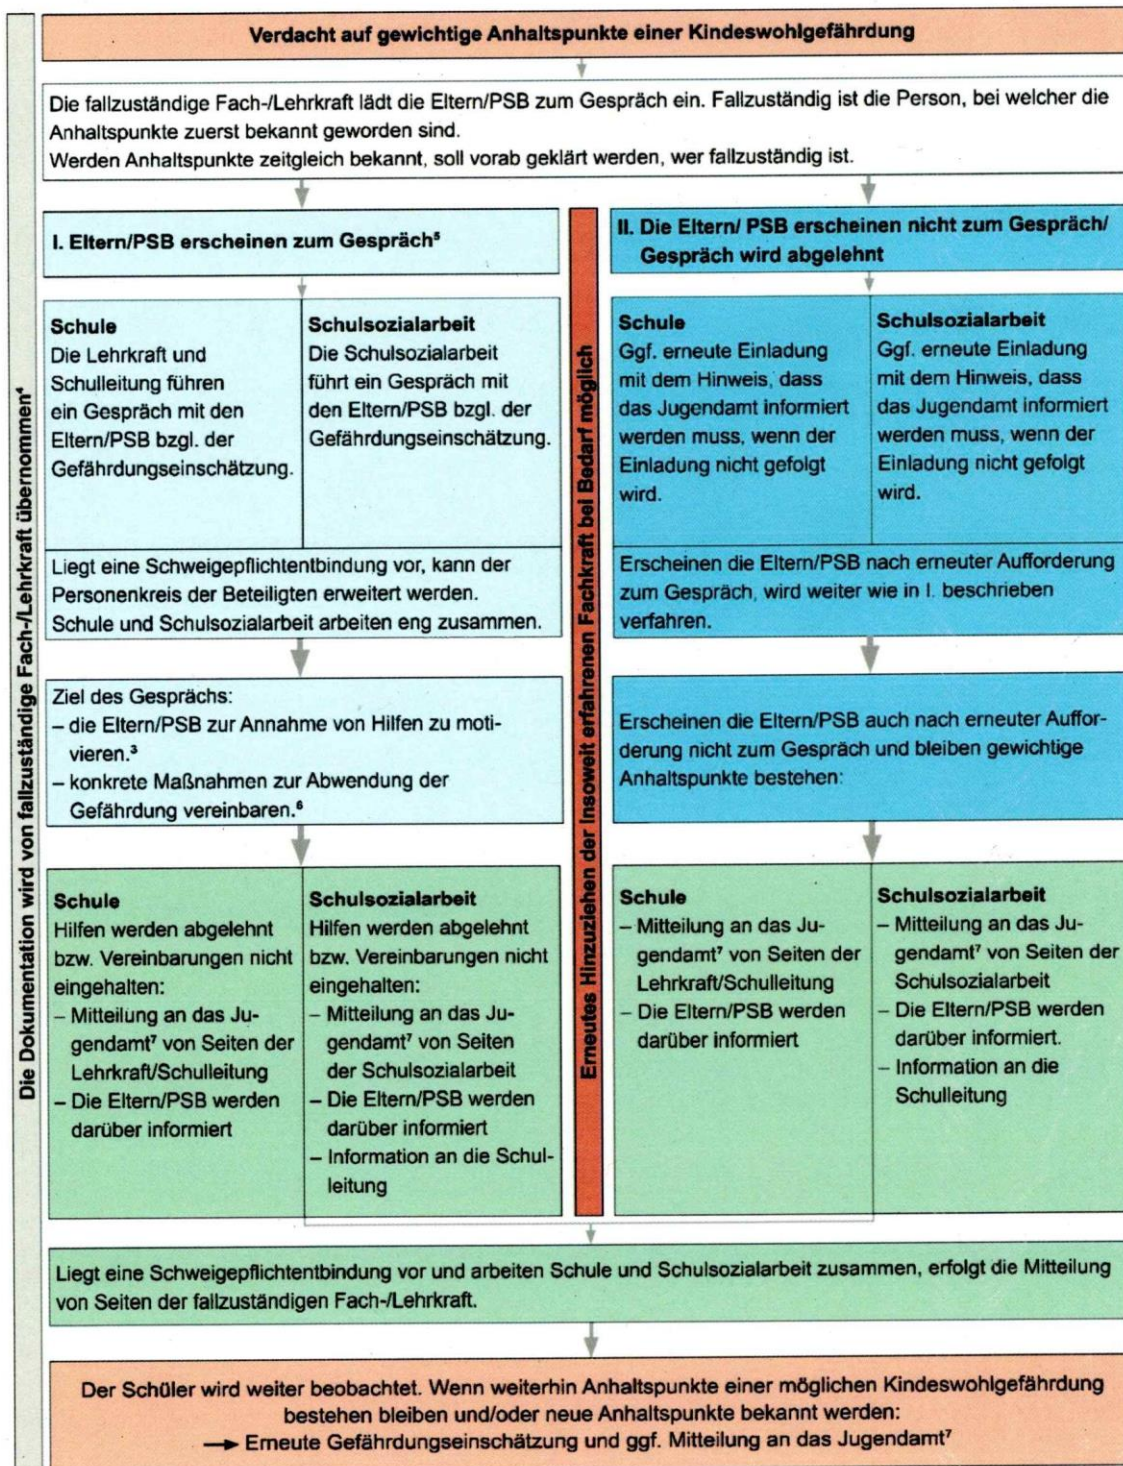 Verdacht auf gewichtige Anhaltspunkte einer Kindeswohlgefährdung
Die fallzuständige Fach-/Lehrkraft lädt die Eltern/PSB zum Gespräch ein. Fallzuständig ist die Person, bei welcher die
Anhaltspunkte zuerst bekannt geworden sind.
Werden Anhaltspunkte zeitgleich bekannt, soll vorab geklärt werden, wer fallzuständig ist.
Die Dokumentation wird von fallzuständige Fach-/Lehrkraft übernommen⁴
I. Eltern/PSB erscheinen zum Gespräch⁵
Schule
Die Lehrkraft und
Schulleitung führen
ein Gespräch mit den
Eltern/PSB bzgl. der
Gefährdungseinschätzung.
Schulsozialarbeit
Die Schulsozialarbeit
führt ein Gespräch mit
den Eltern/PSB bzgl. der
Gefährdungseinschätzung.
Liegt eine Schweigepflichtentbindung vor, kann der
Personenkreis der Beteiligten erweitert werden.
Schule und Schulsozialarbeit arbeiten eng zusammen.
Ziel des Gesprächs:
– die Eltern/PSB zur Annahme von Hilfen zu moti-
vieren.³
– konkrete Maßnahmen zur Abwendung der
Gefährdung vereinbaren.⁶
Schule
Hilfen werden abgelehnt
bzw. Vereinbarungen nicht
eingehalten:
– Mitteilung an das Ju-
gendamt⁷ von Seiten der
Lehrkraft/Schulleitung
– Die Eltern/PSB werden
darüber informiert
Schulsozialarbeit
Hilfen werden abgelehnt
bzw. Vereinbarungen nicht
eingehalten:
– Mitteilung an das Ju-
gendamt⁷ von Seiten
der Schulsozialarbeit
– Die Eltern/PSB werden
darüber informiert
– Information an die Schul-
leitung
Erneutes Hinzuziehen der Insoweit erfahrenen Fachkraft bei Bedarf möglich
II. Die Eltern/ PSB erscheinen nicht zum Gespräch/
Gespräch wird abgelehnt
Schule
Ggf. erneute Einladung
mit dem Hinweis, dass
das Jugendamt informiert
werden muss, wenn der
Einladung nicht gefolgt
wird.
Schulsozialarbeit
Ggf. erneute Einladung
mit dem Hinweis, dass
das Jugendamt informiert
werden muss, wenn der
Einladung nicht gefolgt
wird.
Erscheinen die Eltern/PSB nach erneuter Aufforderung
zum Gespräch, wird weiter wie in I. beschrieben
verfahren.
Erscheinen die Eltern/PSB auch nach erneuter Auffor-
derung nicht zum Gespräch und bleiben gewichtige
Anhaltspunkte bestehen:
Schule
– Mitteilung an das Ju-
gendamt⁷ von Seiten der
Lehrkraft/Schulleitung
– Die Eltern/PSB werden
darüber informiert
Schulsozialarbeit
– Mitteilung an das Ju-
gendamt⁷ von Seiten der
Schulsozialarbeit
– Die Eltern/PSB werden
darüber informiert.
– Information an die
Schulleitung
Liegt eine Schweigepflichtentbindung vor und arbeiten Schule und Schulsozialarbeit zusammen, erfolgt die Mitteilung
von Seiten der fallzuständigen Fach-/Lehrkraft.
Der Schüler wird weiter beobachtet. Wenn weiterhin Anhaltspunkte einer möglichen Kindeswohlgefährdung
bestehen bleiben und/oder neue Anhaltspunkte bekannt werden:
→ Erneute Gefährdungseinschätzung und ggf. Mitteilung an das Jugendamt⁷